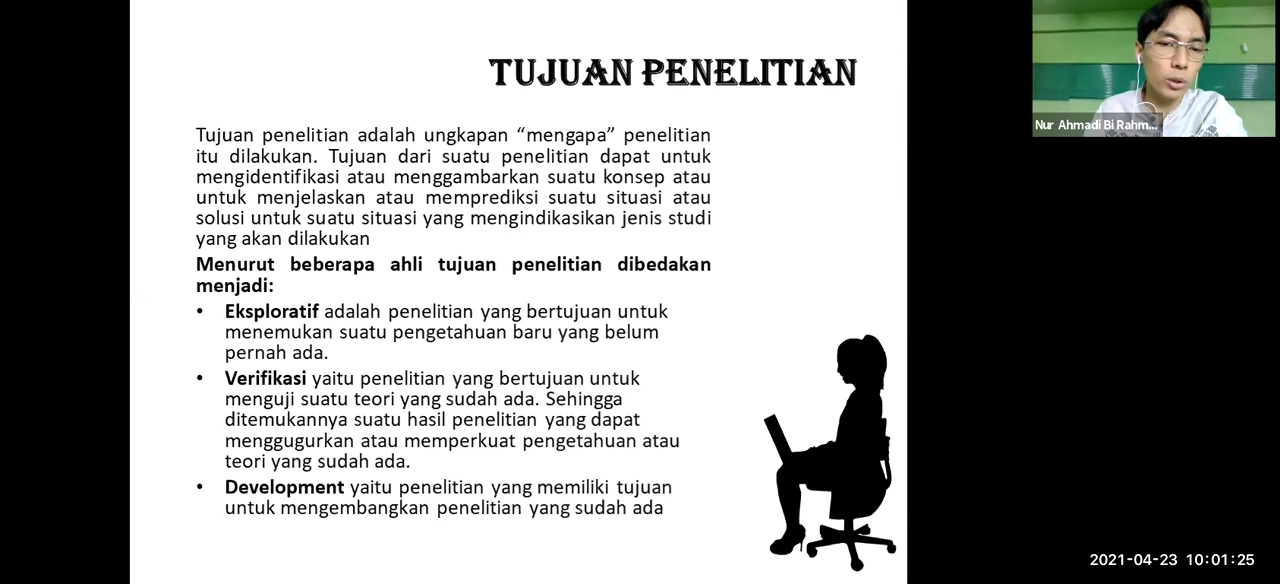 TUJUAN PENELITIAN
Tujuan penelitian adalah ungkapan “mengapa” penelitian
itu dilakukan. Tujuan dari suatu penelitian dapat untuk
mengidentifikasi atau menggambarkan suatu konsep atau
untuk menjelaskan atau memprediksi suatu situasi atau
solusi untuk suatu situasi yang mengindikasikan jenis studi
yang akan dilakukan
Menurut beberapa ahli tujuan penelitian dibedakan
menjadi:
• Eksploratif adalah penelitian yang bertujuan untuk
menemukan suatu pengetahuan baru yang belum
pernah ada.
• Verifikasi yaitu penelitian yang bertujuan untuk
menguji suatu teori yang sudah ada. Sehingga
ditemukannya suatu hasil penelitian yang dapat
menggugurkan atau memperkuat pengetahuan atau
teori yang sudah ada.
• Development yaitu penelitian yang memiliki tujuan
untuk mengembangkan penelitian yang sudah ada
Nur Ahmadi Bi Rahm...
2021-04-23 10:01:25